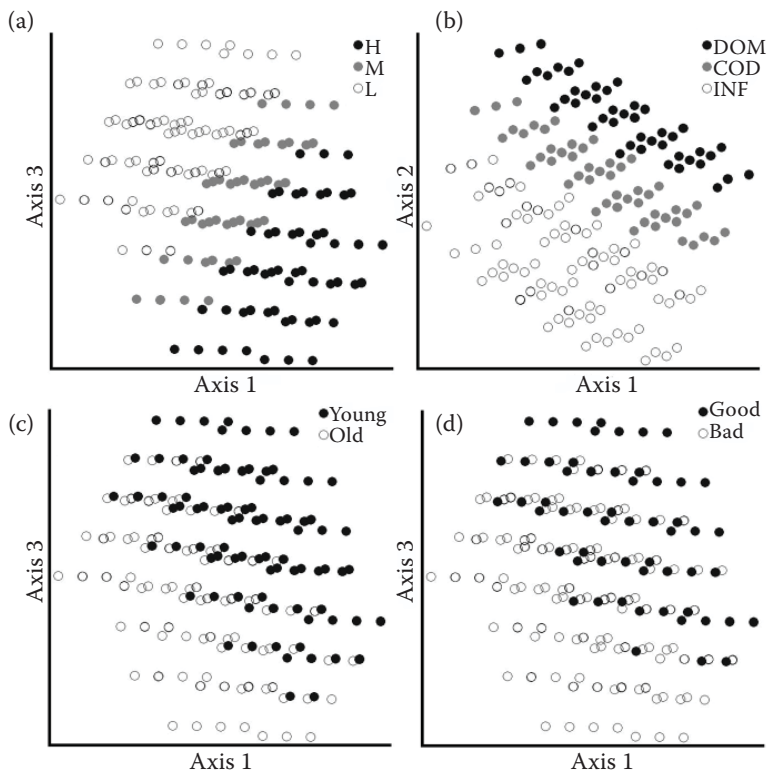 (a)
H
M
L
Axis 3
Axis 1
(b)
DOM
COD
INF
Axis 2
Axis 1
(c)
Young
Old
Axis 3
Axis 1
(d)
Good
Bad
Axis 3
Axis 1